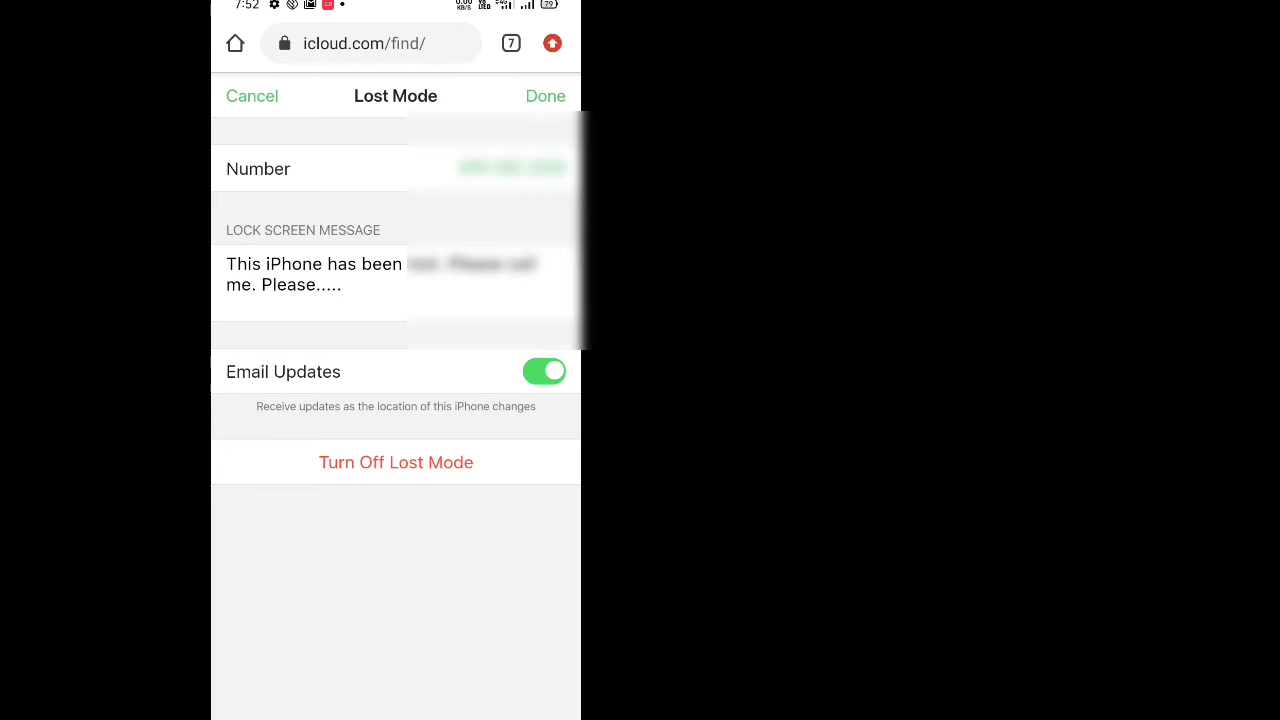 7:52
79
icloud.com/find/
7
Cancel
Lost Mode
Done
Number
LOCK SCREEN MESSAGE
This iPhone has been
me. Please.....
Email Updates
Receive updates as the location of this iPhone changes
Turn Off Lost Mode